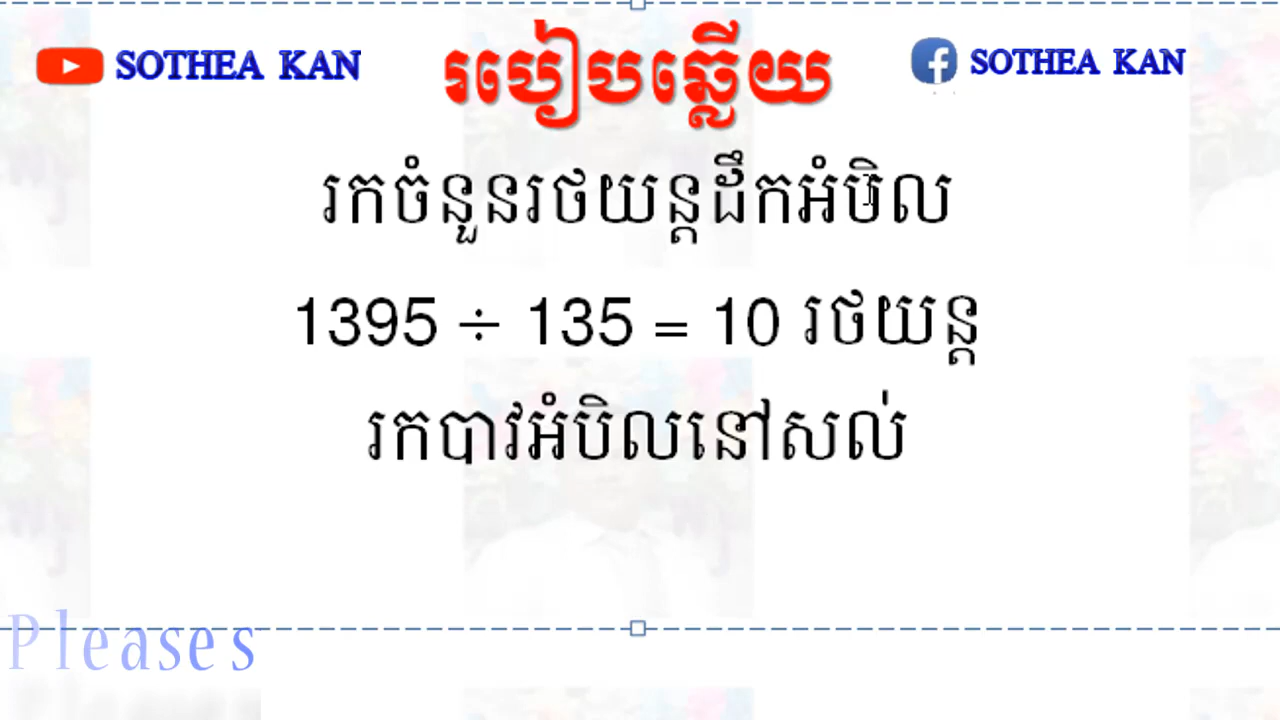 SOTHEA KAN
របៀបឆ្លើយ
SOTHEA KAN
រកចំនួនរថយន្តដឹកអំបិល
1395 ÷ 135 = 10 រថយន្ត
រកបាវអំបិលនៅសល់
Pleases